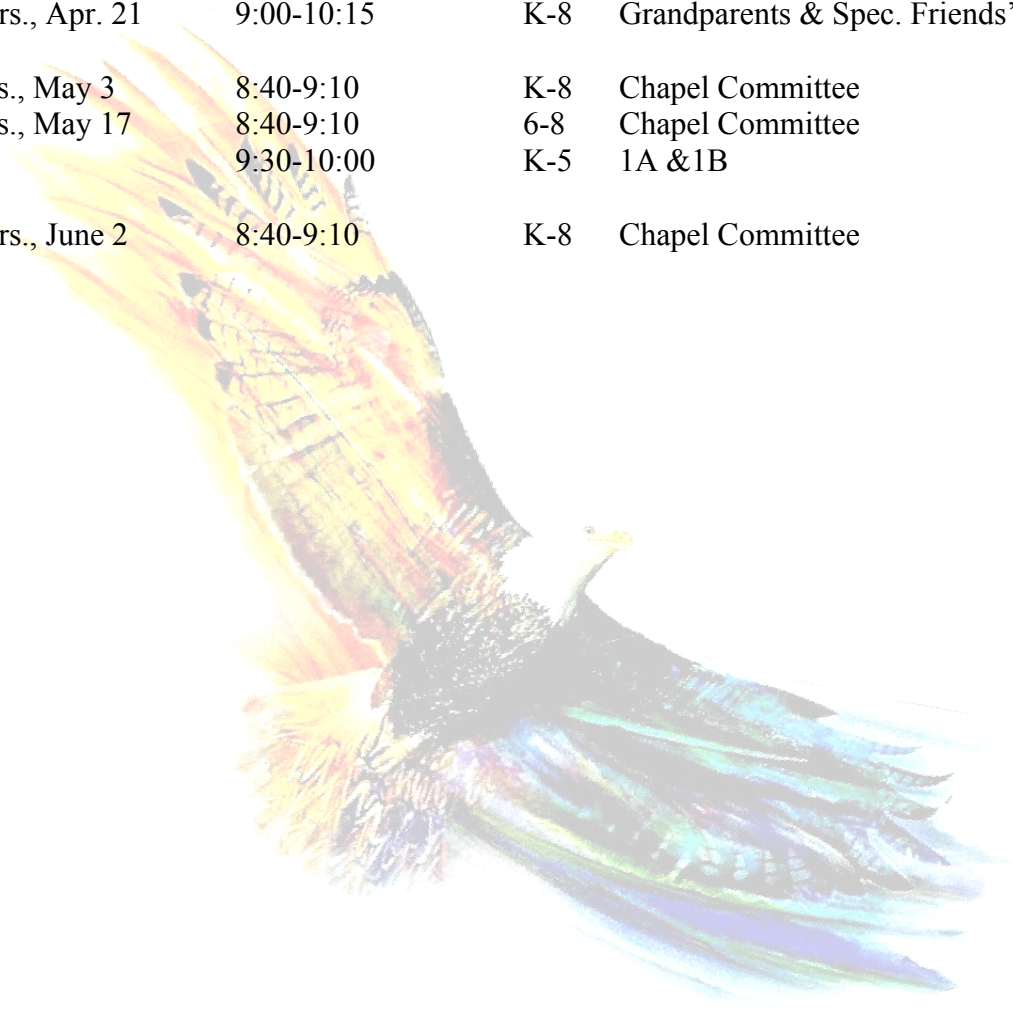 rs., Apr. 21 9:00-10:15 K-8 Grandparents & Spec. Friends’
s., May 3 8:40-9:10 K-8 Chapel Committee
s., May 17 8:40-9:10 6-8 Chapel Committee
9:30-10:00 K-5 1A &1B
rs., June 2 8:40-9:10 K-8 Chapel Committee